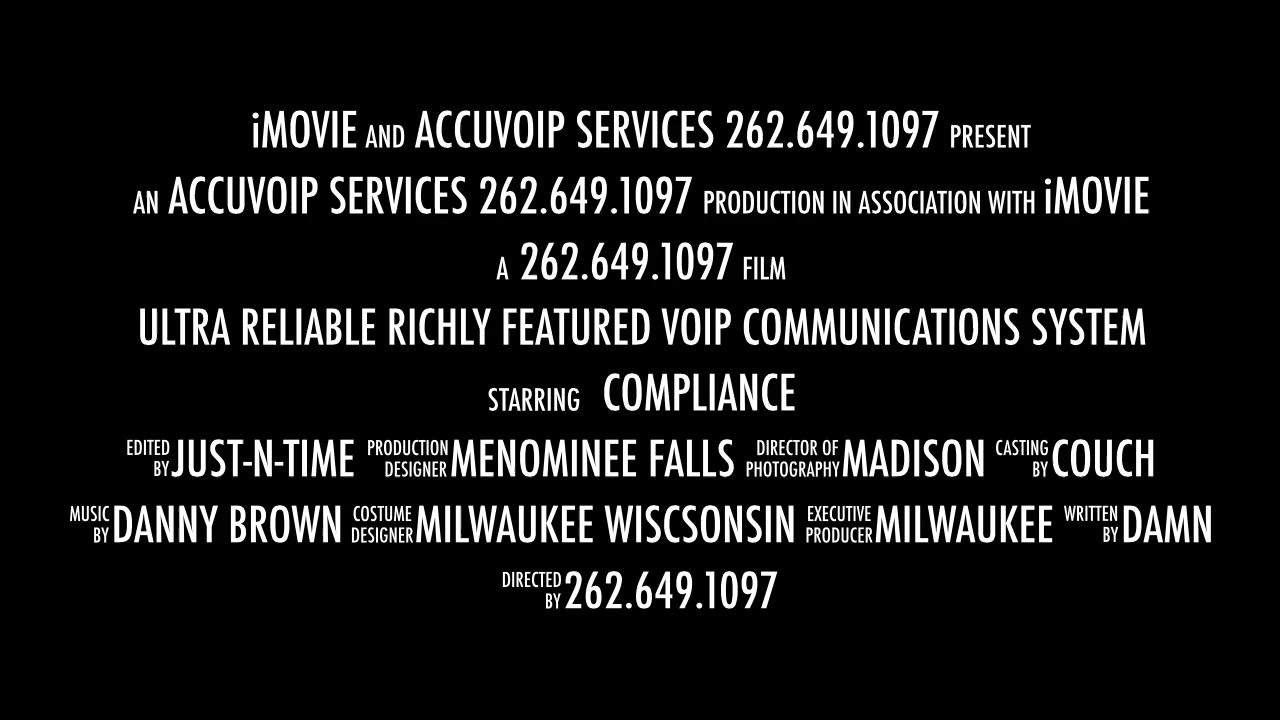 iMOVIE AND ACCUVOIP SERVICES 262.649.1097 PRESENT
AN ACCUVOIP SERVICES 262.649.1097 PRODUCTION IN ASSOCIATION WITH iMOVIE
A 262.649.1097 FILM
ULTRA RELIABLE RICHLY FEATURED VOIP COMMUNICATIONS SYSTEM
STARRING COMPLIANCE
EDITED BY JUST-N-TIME PRODUCTION DESIGNER MENOMINEE FALLS DIRECTOR OF PHOTOGRAPHY MADISON CASTING BY COUCH
MUSIC BY DANNY BROWN COSTUME DESIGNER MILWAUKEE WISCSONSIN EXECUTIVE PRODUCER MILWAUKEE WRITTEN BY DAMN
DIRECTED BY 262.649.1097